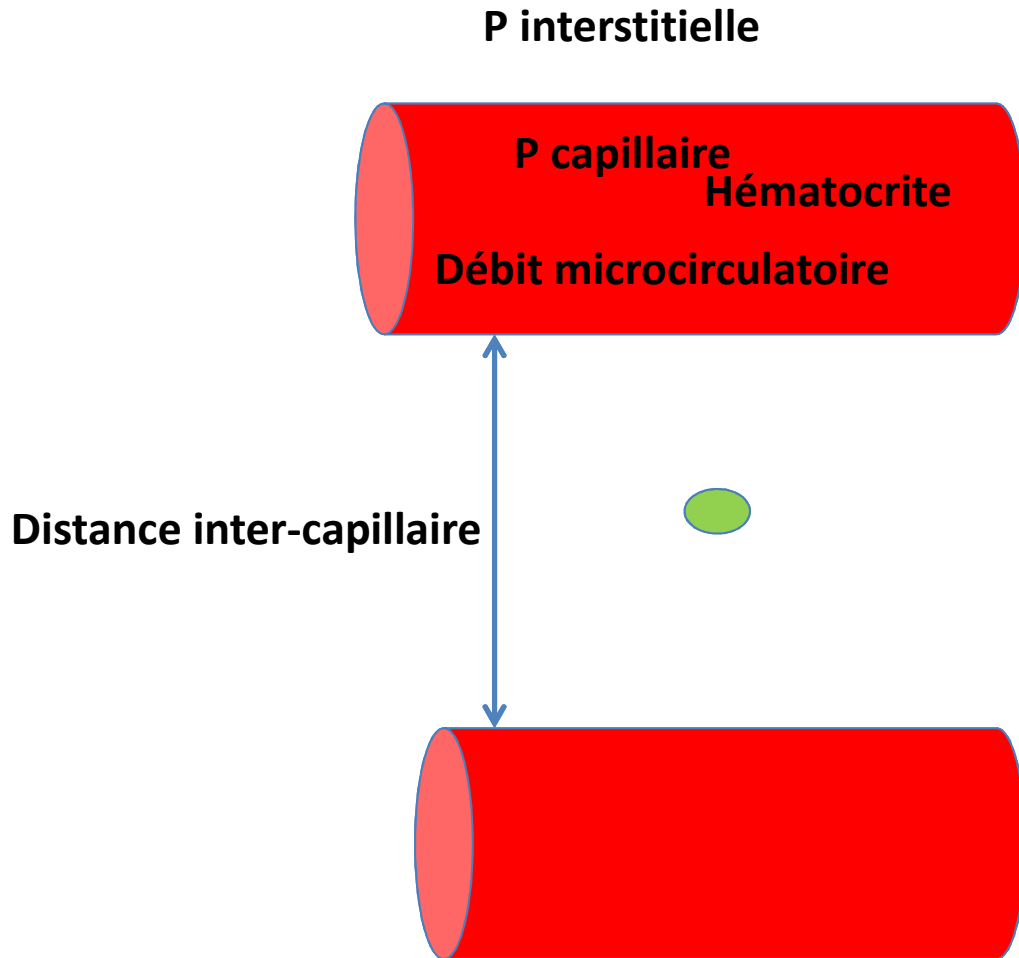 P interstitielle
P capillaire
Hématocrite
Débit microcirculatoire
Distance inter-capillaire